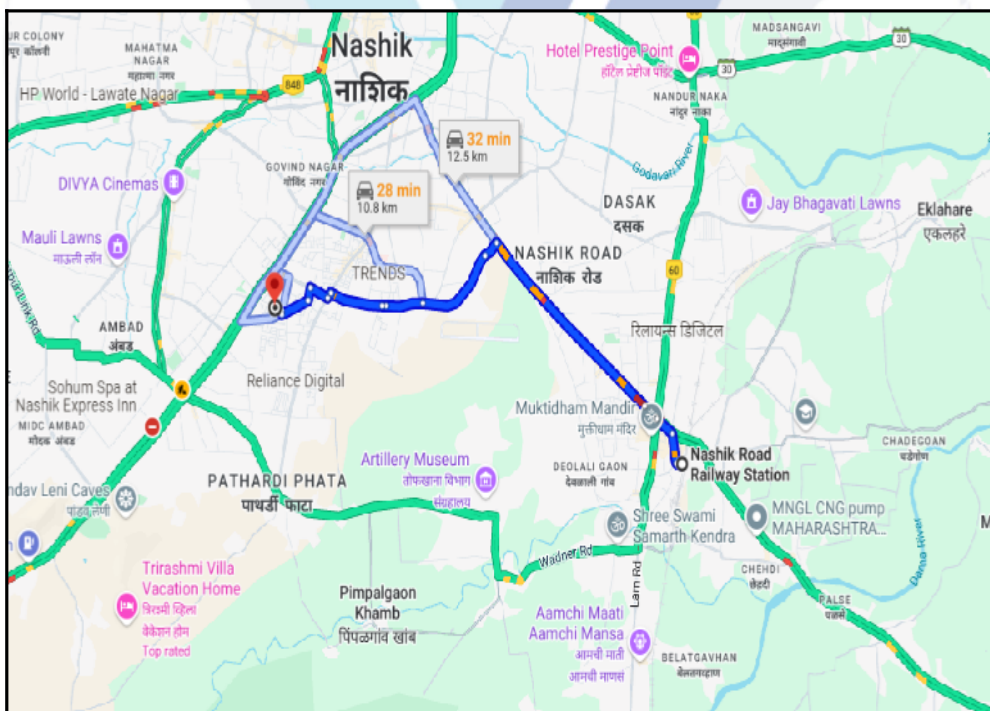 UR COLONY
पूर कॉलनी
MAHATMA
NAGAR
महात्मा नगर
Nashik
नाशिक
HP World - Lawate Nagar
848
Hotel Prestige Point
हॉटेल प्रेस्टीज पॉइंट
MADSANGAVI
माद्संगावी
30
30
NANDUR NAKA
नांदूर नाका
32 min
12.5 km
GOVIND NAGAR
गोविंद नगर
28 min
10.8 km
Godavari River
DIVYA Cinemas
DASAK
दसक
Jay Bhagavati Lawns
Eklahare
एकलहरे
Mauli Lawns
माऊली लॉन
TRENDS
NASHIK ROAD
नाशिक रोड
60
रिलायन्स डिजिटल
AMBAD
अंबड
Reliance Digital
Sohum Spa at
Nashik Express Inn
MIDC AMBAD
Muktidham Mandir
मुक्तीधाम मंदिर
Nashik Road
Railway Station
CHADEGOAN
चाडेगोण
DEOLALI GAON
देवळाली गांव
Artillery Museum
तोफखाना विभाग
संग्रहालय
PATHARDI PHATA
पाथर्डी फाटा
ndav Leni Caves
पांडव लेणी
Shree Swami
Samarth Kendra
MNGL CNG pump
MAHARASHTRA...
Wadner Rd
Lam Rd
CHEHDI
छेहदी
Darna River
PALSE
पळसे
Trirashmi Villa
Vacation Home
त्रिरश्मी व्हिला
वेकेशन होम
Top rated
Pimpalgaon
Khamb
पिंपळगांव खांब
Aamchi Maati
Aamchi Mansa
आमची माती
आमची माणसं
BELATGAVHAN
बेलतगव्हाण